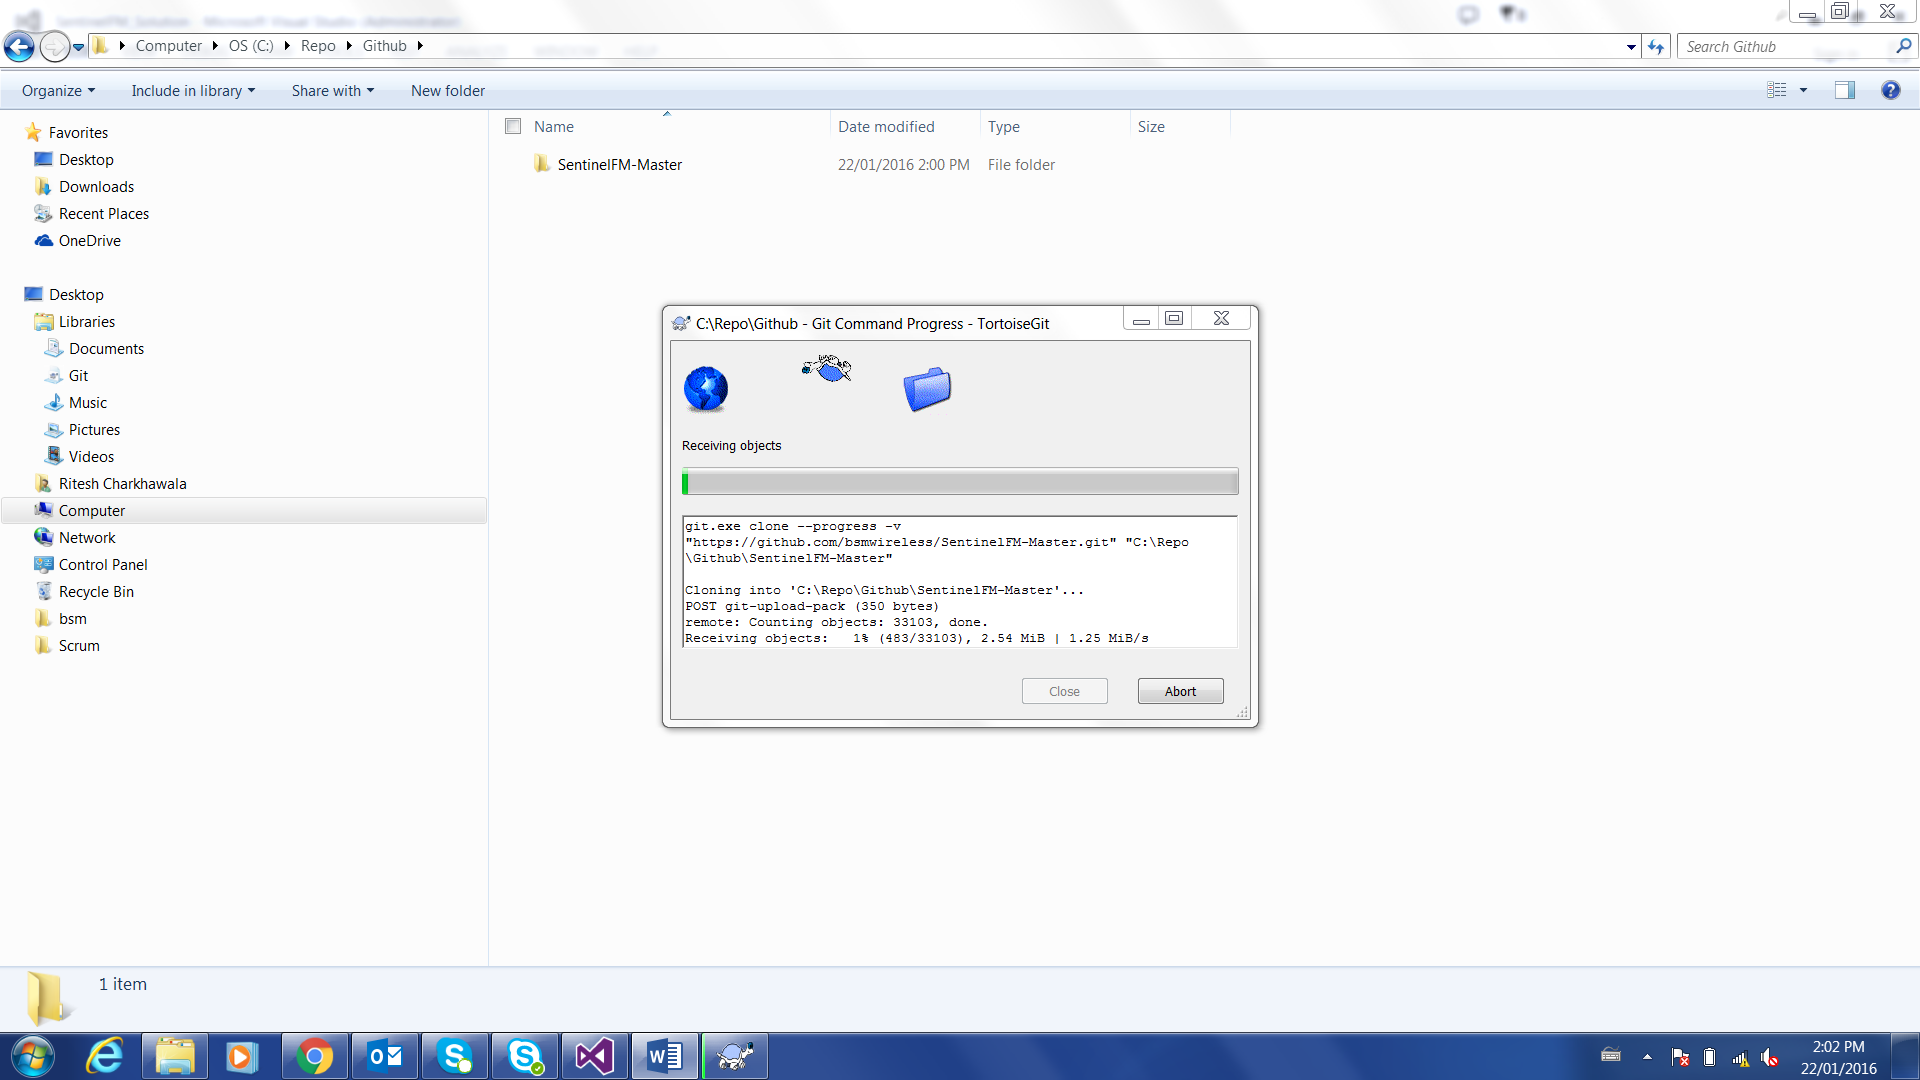 SentinelFM_Solution - Microsoft Visual Studio (Administrator)
Computer OS (C:) Repo Github
Search Github
Organize Include in library Share with New folder
Name Date modified Type Size
SentinelFM-Master 22/01/2016 2:00 PM File folder
Favorites
Desktop
Downloads
Recent Places
OneDrive
Desktop
Libraries
Documents
Git
Music
Pictures
Videos
Ritesh Charkhawala
Computer
Network
Control Panel
Recycle Bin
bsm
Scrum
C:\Repo\Github - Git Command Progress - TortoiseGit
Receiving objects
git.exe clone --progress -v
"https://github.com/bsmwireless/SentinelFM-Master.git" "C:\Repo
\Github\SentinelFM-Master"
Cloning into 'C:\Repo\Github\SentinelFM-Master'...
POST git-upload-pack (350 bytes)
remote: Counting objects: 33103, done.
Receiving objects:   1% (483/33103), 2.54 MiB | 1.25 MiB/s
Close Abort
1 item
2:02 PM
22/01/2016